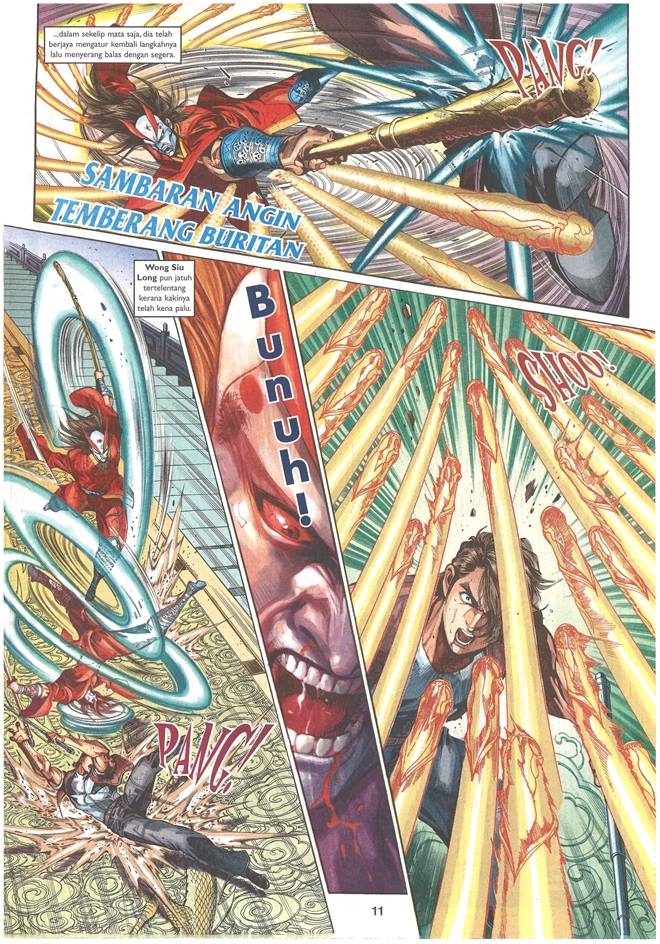 ...dalam sekelip mata saja, dia telah
berjaya mengatur kembali langkahnya
lalu menyerang balas dengan segera.
PANG!
SAMBARAN ANGIN
TEMBERANG BURITAN
Wong Siu
Long pun jatuh
tertelentang
kerana kakinya
telah kena palu.
Bunuh!
SHOO!
PANG!
11